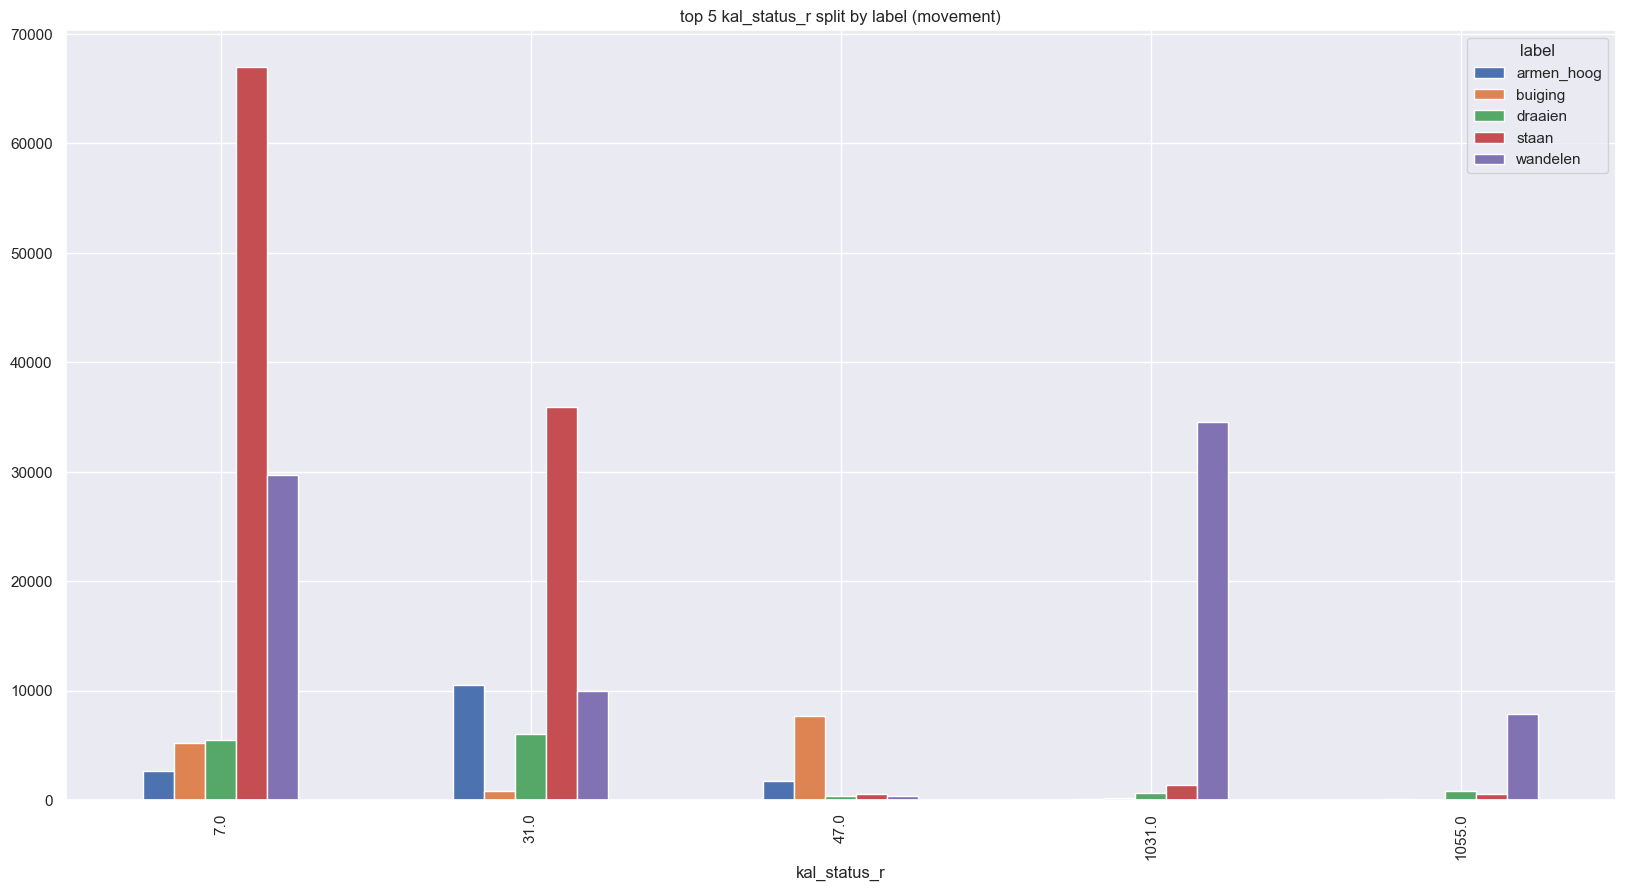 top 5 kal_status_r split by label (movement)
70000
60000
50000
40000
30000
20000
10000
0
label
armen_hoog
buiging
draaien
staan
wandelen
7.0
31.0
47.0
1031.0
1055.0
kal_status_r